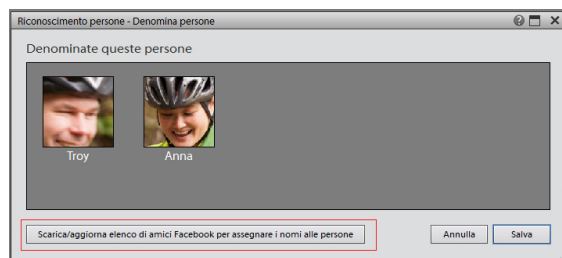 Riconoscimento persone - Denomina persone
Denominate queste persone
Troy Anna
Scarica/aggiorna elenco di amici Facebook per assegnare i nomi alle persone Annulla Salva